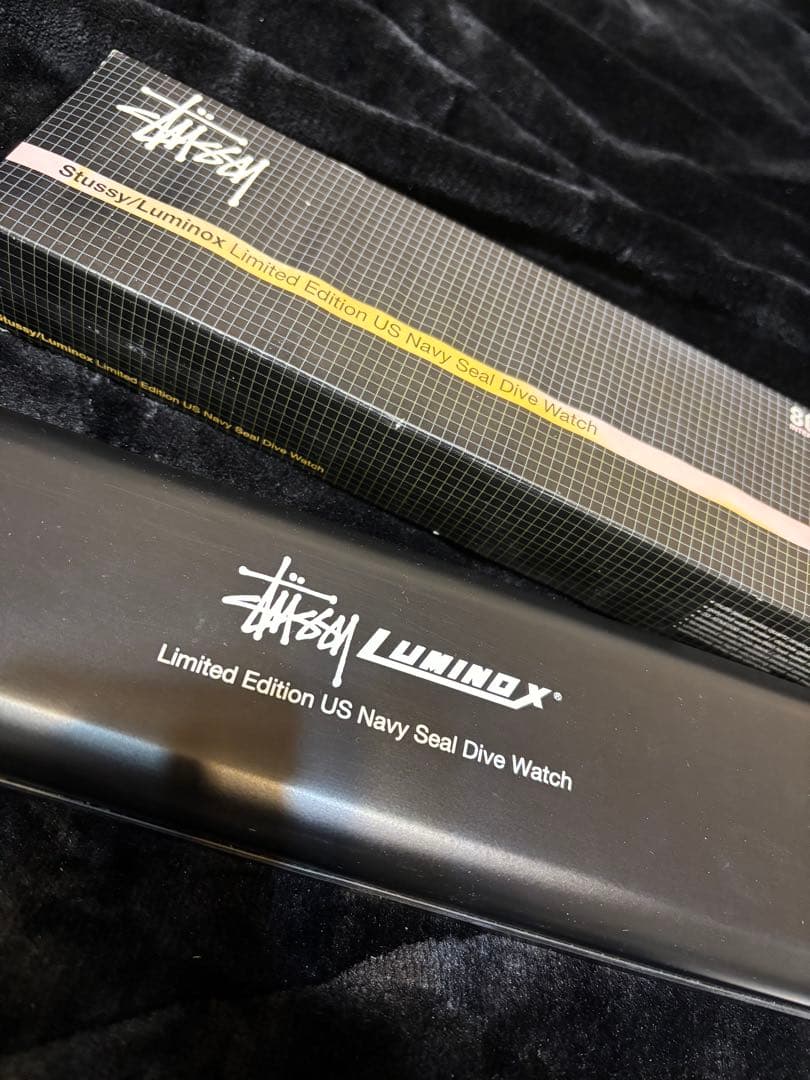 Stüssy
Stussy/Luminox Limited Edition US Navy Seal Dive Watch
Stussy/Luminox Limited Edition US Navy Seal Dive Watch
Stüssy LUMINOX®
Limited Edition US Navy Seal Dive Watch